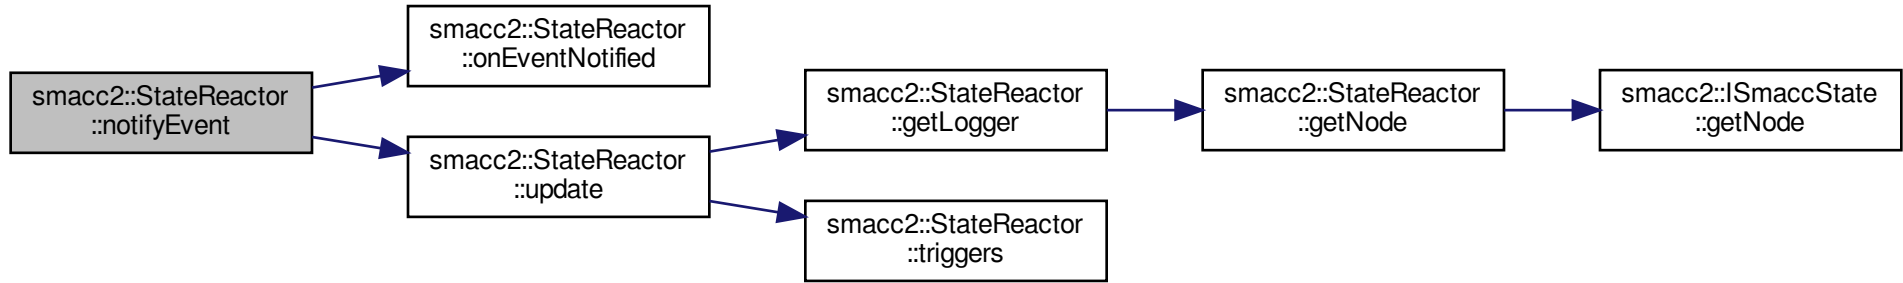 smacc2::StateReactor
::notifyEvent
smacc2::StateReactor
::onEventNotified
smacc2::StateReactor
::update
smacc2::StateReactor
::getLogger
smacc2::StateReactor
::triggers
smacc2::StateReactor
::getNode
smacc2::ISmaccState
::getNode